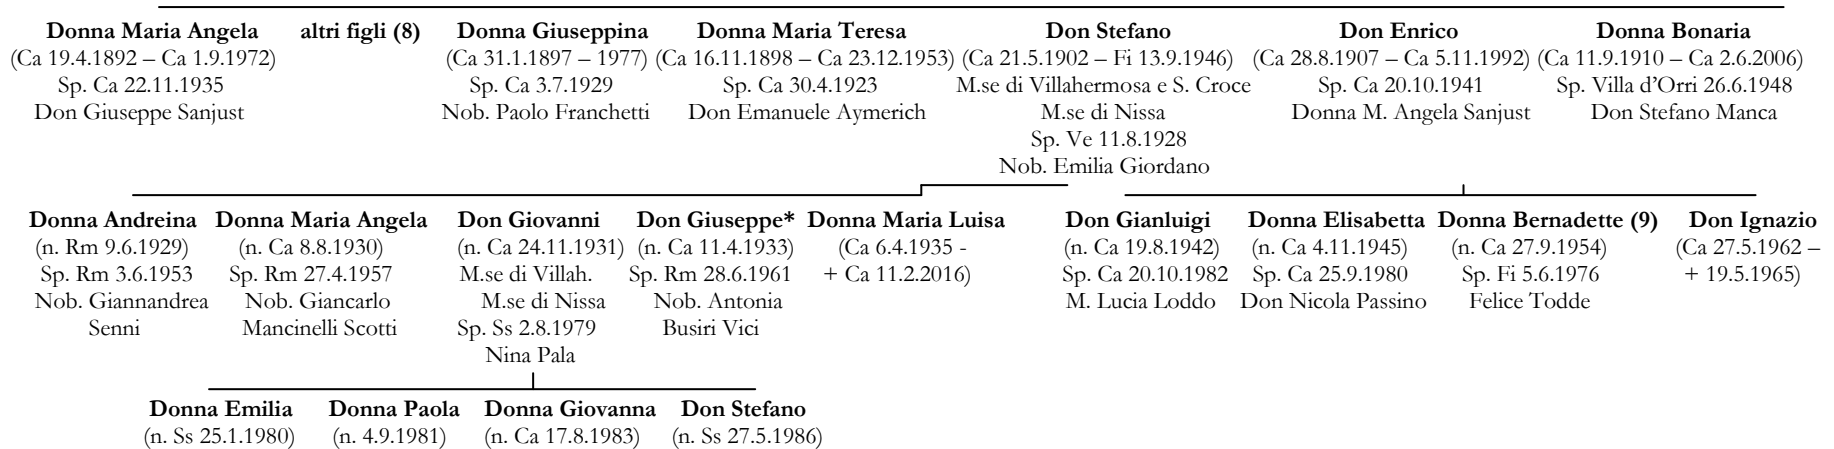 Donna Maria Angela altri figli (8) Donna Giuseppina Donna Maria Teresa Don Stefano Don Enrico Donna Bonaria
(Ca 19.4.1892 – Ca 1.9.1972) (Ca 31.1.1897 – 1977) (Ca 16.11.1898 – Ca 23.12.1953) (Ca 21.5.1902 – Fi 13.9.1946) (Ca 28.8.1907 – Ca 5.11.1992) (Ca 11.9.1910 – Ca 2.6.2006)
Sp. Ca 22.11.1935 Sp. Ca 3.7.1929 Sp. Ca 30.4.1923 M.se di Villahermosa e S. Croce Sp. Ca 20.10.1941 Sp. Villa d'Orri 26.6.1948
Don Giuseppe Sanjust Nob. Paolo Franchetti Don Emanuele Aymerich M.se di Nissa Donna M. Angela Sanjust Don Stefano Manca
Sp. Ve 11.8.1928
Nob. Emilia Giordano
Donna Andreina Donna Maria Angela Don Giovanni Don Giuseppe* Donna Maria Luisa Don Gianluigi Donna Elisabetta Donna Bernadette (9) Don Ignazio
(n. Rm 9.6.1929) (n. Ca 8.8.1930) (n. Ca 24.11.1931) (n. Ca 11.4.1933) (Ca 6.4.1935 - (n. Ca 19.8.1942) (n. Ca 4.11.1945) (n. Ca 27.9.1954) (Ca 27.5.1962 –
Sp. Rm 3.6.1953 Sp. Rm 27.4.1957 M.se di Villah. Sp. Rm 28.6.1961 + Ca 11.2.2016) Sp. Ca 20.10.1982 Sp. Ca 25.9.1980 Sp. Fi 5.6.1976 + 19.5.1965)
Nob. Giannandrea Nob. Giancarlo M.se di Nissa Nob. Antonia M. Lucia Loddo Don Nicola Passino Felice Todde
Senni Mancinelli Scotti Sp. Ss 2.8.1979 Busiri Vici
Nina Pala
Donna Emilia Donna Paola Donna Giovanna Don Stefano
(n. Ss 25.1.1980) (n. 4.9.1981) (n. Ca 17.8.1983) (n. Ss 27.5.1986)